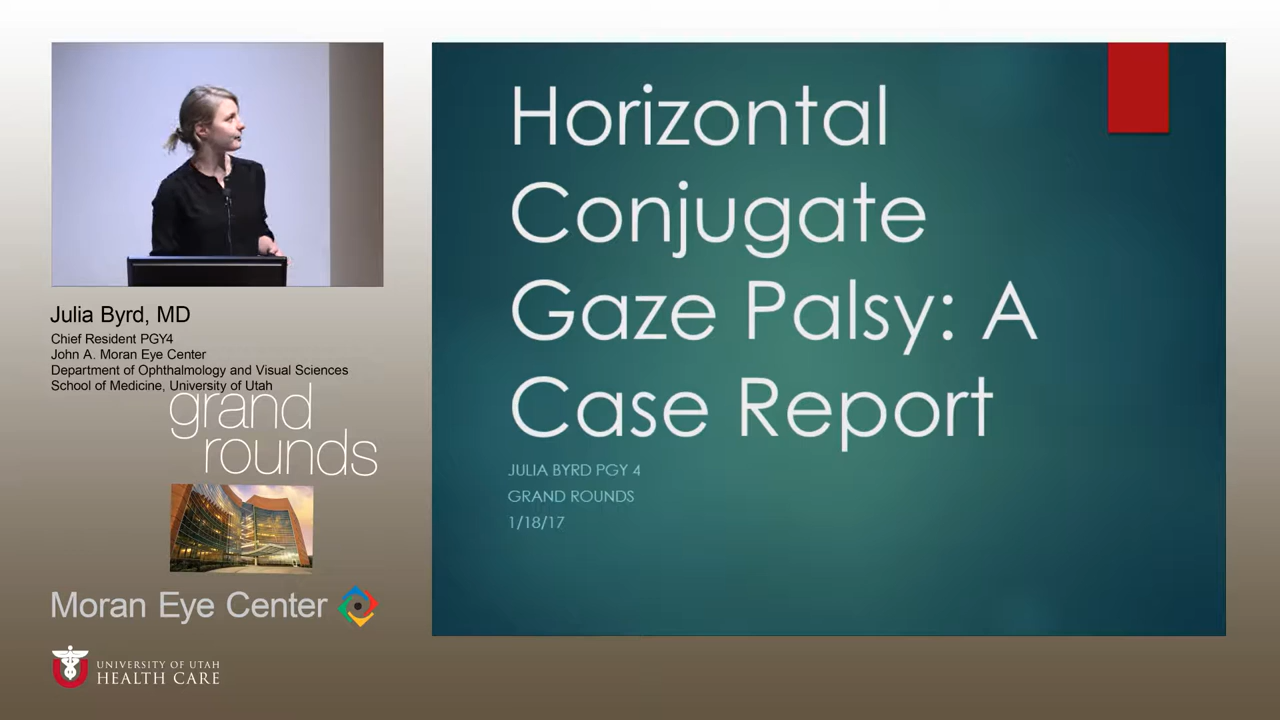 Julia Byrd, MD
Chief Resident PGY4
John A. Moran Eye Center
Department of Ophthalmology and Visual Sciences
School of Medicine, University of Utah
grand
rounds
Moran Eye Center
UNIVERSITY OF UTAH
HEALTH CARE
Horizontal
Conjugate
Gaze Palsy: A
Case Report
JULIA BYRD PGY 4
GRAND ROUNDS
1/18/17